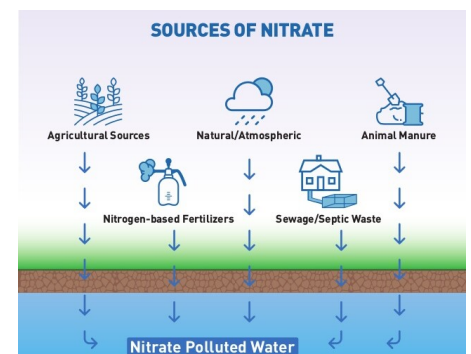 SOURCES OF NITRATE
Agricultural Sources
Natural/Atmospheric
Animal Manure
Nitrogen-based Fertilizers
Sewage/Septic Waste
Nitrate Polluted Water